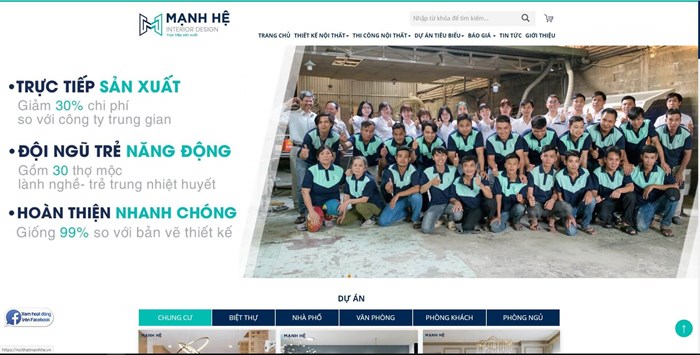 MẠNH HỆ
INTERIOR DESIGN
Trực tiếp sản xuất
Nhập từ khóa để tìm kiếm...
TRANG CHỦ THIẾT KẾ NỘI THẤT THI CÔNG NỘI THẤT DỰ ÁN TIÊU BIỂU BÁO GIÁ TIN TỨC GIỚI THIỆU
•TRỰC TIẾP SẢN XUẤT
Giảm 30% chi phí
so với công ty trung gian
•ĐỘI NGŨ TRẺ NĂNG ĐỘNG
Gồm 30 thợ mộc
lành nghề- trẻ trung nhiệt huyết
•HOÀN THIỆN NHANH CHÓNG
Giống 99% so với bản vẽ thiết kế
DỰ ÁN
Xem hoạt động
trên Facebook
CHUNG CƯ BIỆT THỰ NHÀ PHỐ VĂN PHÒNG PHÒNG KHÁCH PHÒNG NGỦ
MẠNH HỆ MẠNH HỆ MẠNH HỆ
https://noithatmanhhe.vn